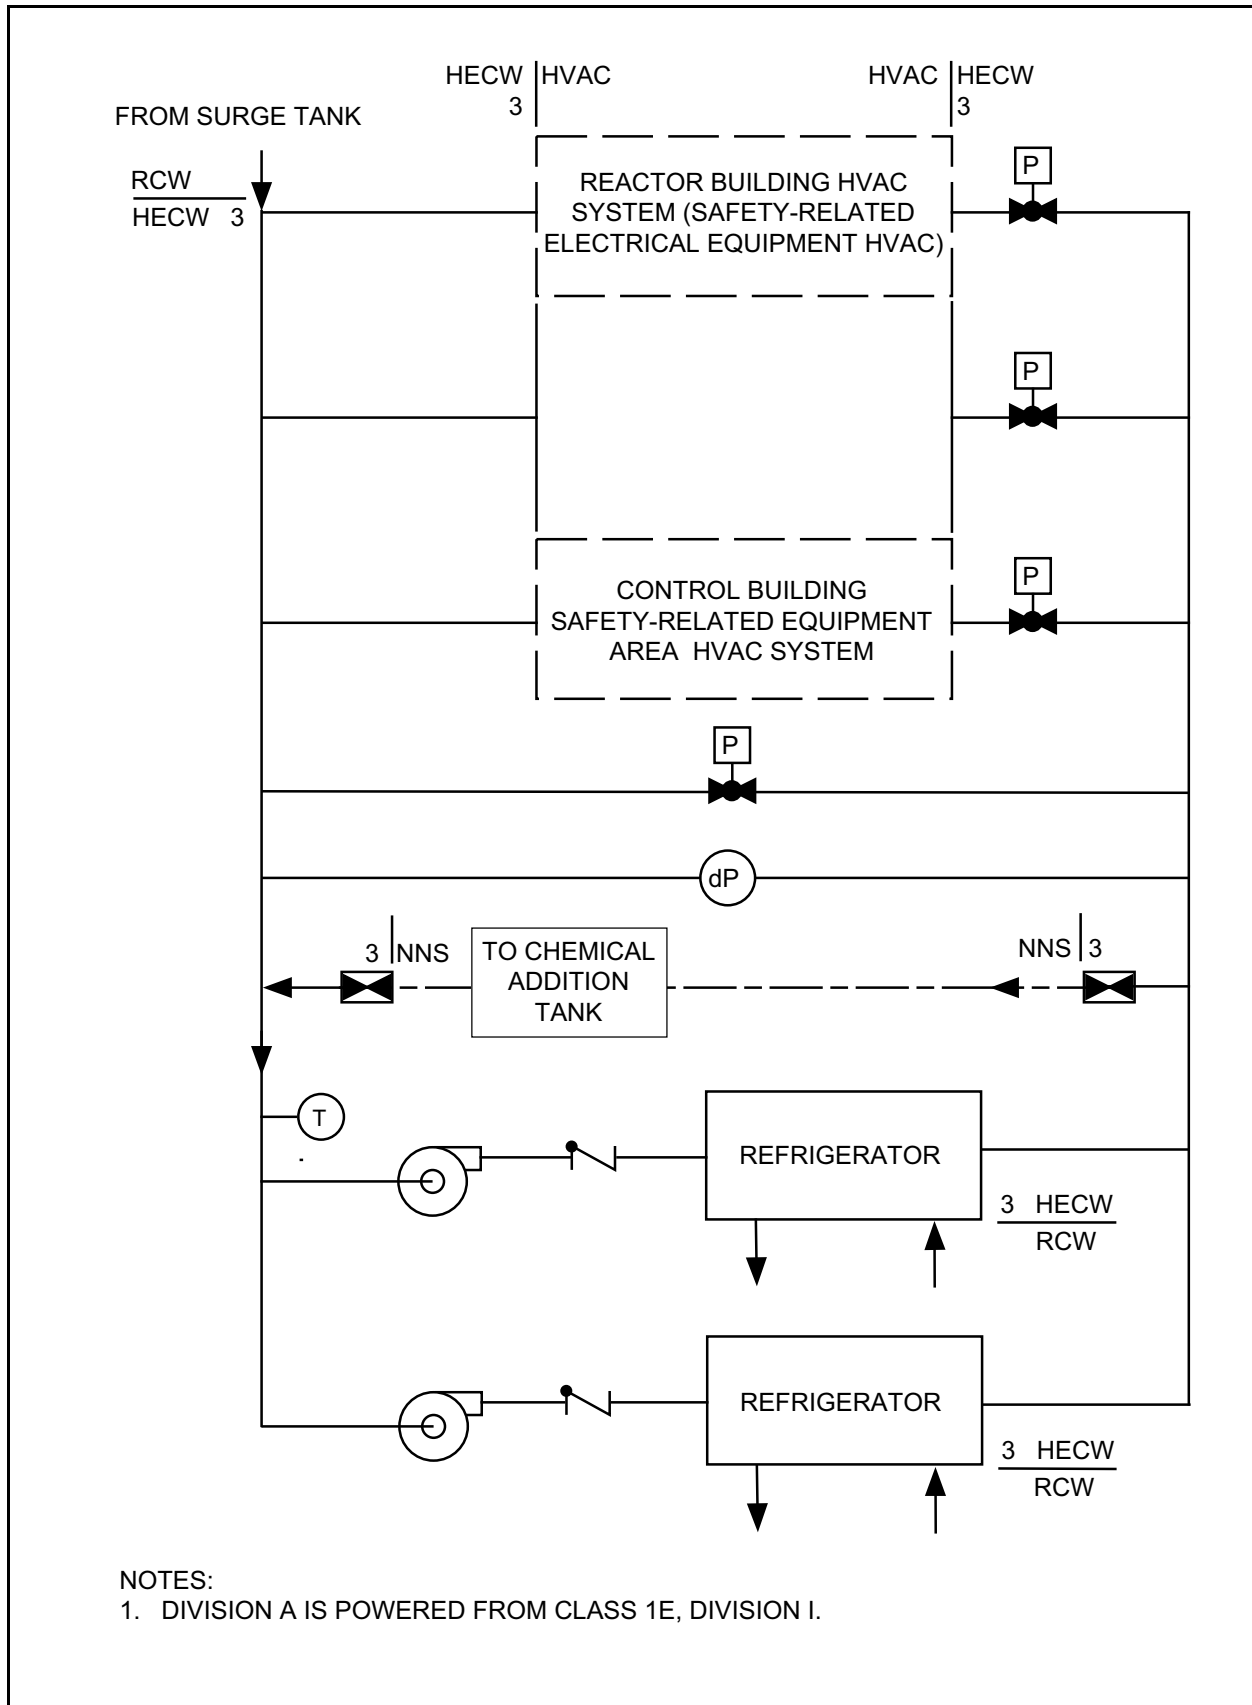 HECW HVAC
3
HVAC HECW
3
FROM SURGE TANK
RCW
HECW 3
P
REACTOR BUILDING HVAC
SYSTEM (SAFETY-RELATED
ELECTRICAL EQUIPMENT HVAC)
P
P
CONTROL BUILDING
SAFETY-RELATED EQUIPMENT
AREA HVAC SYSTEM
P
dP
3 NNS
TO CHEMICAL
ADDITION
TANK
NNS 3
T
REFRIGERATOR
3 HECW
RCW
REFRIGERATOR
3 HECW
RCW
NOTES:
1. DIVISION A IS POWERED FROM CLASS 1E, DIVISION I.